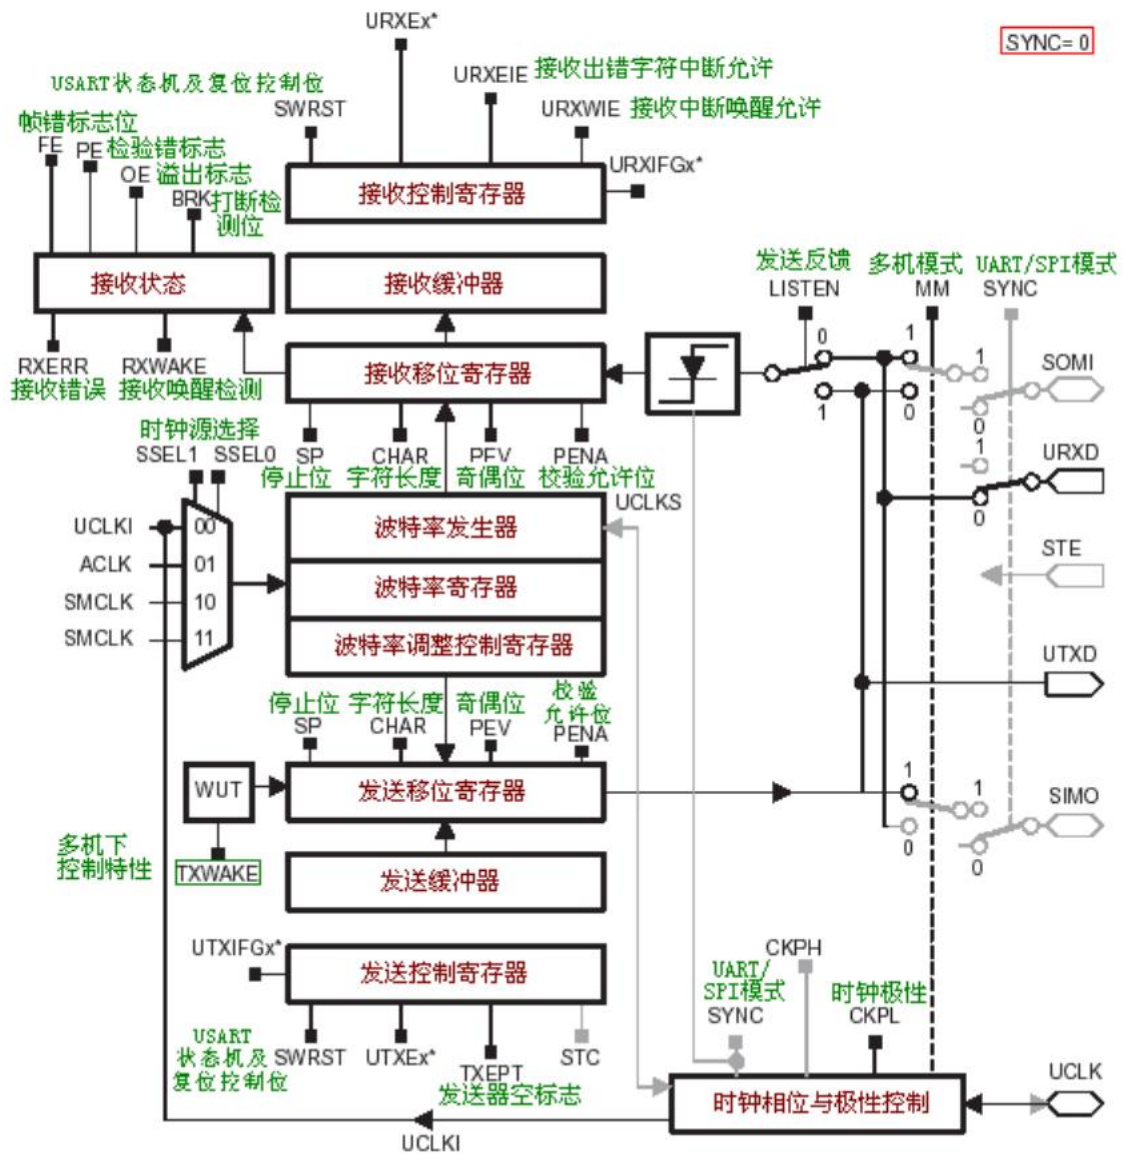 URXEx*
SYNC= 0
URXEIE 接收出错字符中断允许
USART状态机及复位控制位
SWRST
URXWIE 接收中断唤醒允许
帧错标志位
FE
PE 检验错标志
OE 溢出标志
BRK 打断检
测位
URXIFGx*
接收控制寄存器
接收状态
接收缓冲器
发送反馈
多机模式
UART/SPI模式
LISTEN
MM
SYNC
0
1
1
SOMI
RXERR
RXWAKE
接收错误
接收唤醒检测
接收移位寄存器
1
0
0
时钟源选择
SSEL1
SSEL0
SP
CHAR
PEV
PENA
停止位
字符长度
奇偶位
校验允许位
1
URXD
0
UCLKS
UCLKI
00
ACLK
01
SMCLK
10
SMCLK
11
波特率发生器
波特率寄存器
波特率调整控制寄存器
STE
UTXD
停止位
字符长度
奇偶位
校验
允许位
SP
CHAR
PEV
PENA
WUT
发送移位寄存器
1
1
SIMO
0
0
多机下
控制特性
TXWAKE
发送缓冲器
UTXIFGx*
发送控制寄存器
CKPH
UART/
SPI模式
SYNC
时钟极性
CKPL
USART
状态机及
复位控制位
SWRST
UTXEx*
TXEPT
STC
发送器空标志
时钟相位与极性控制
UCLK
UCLKI